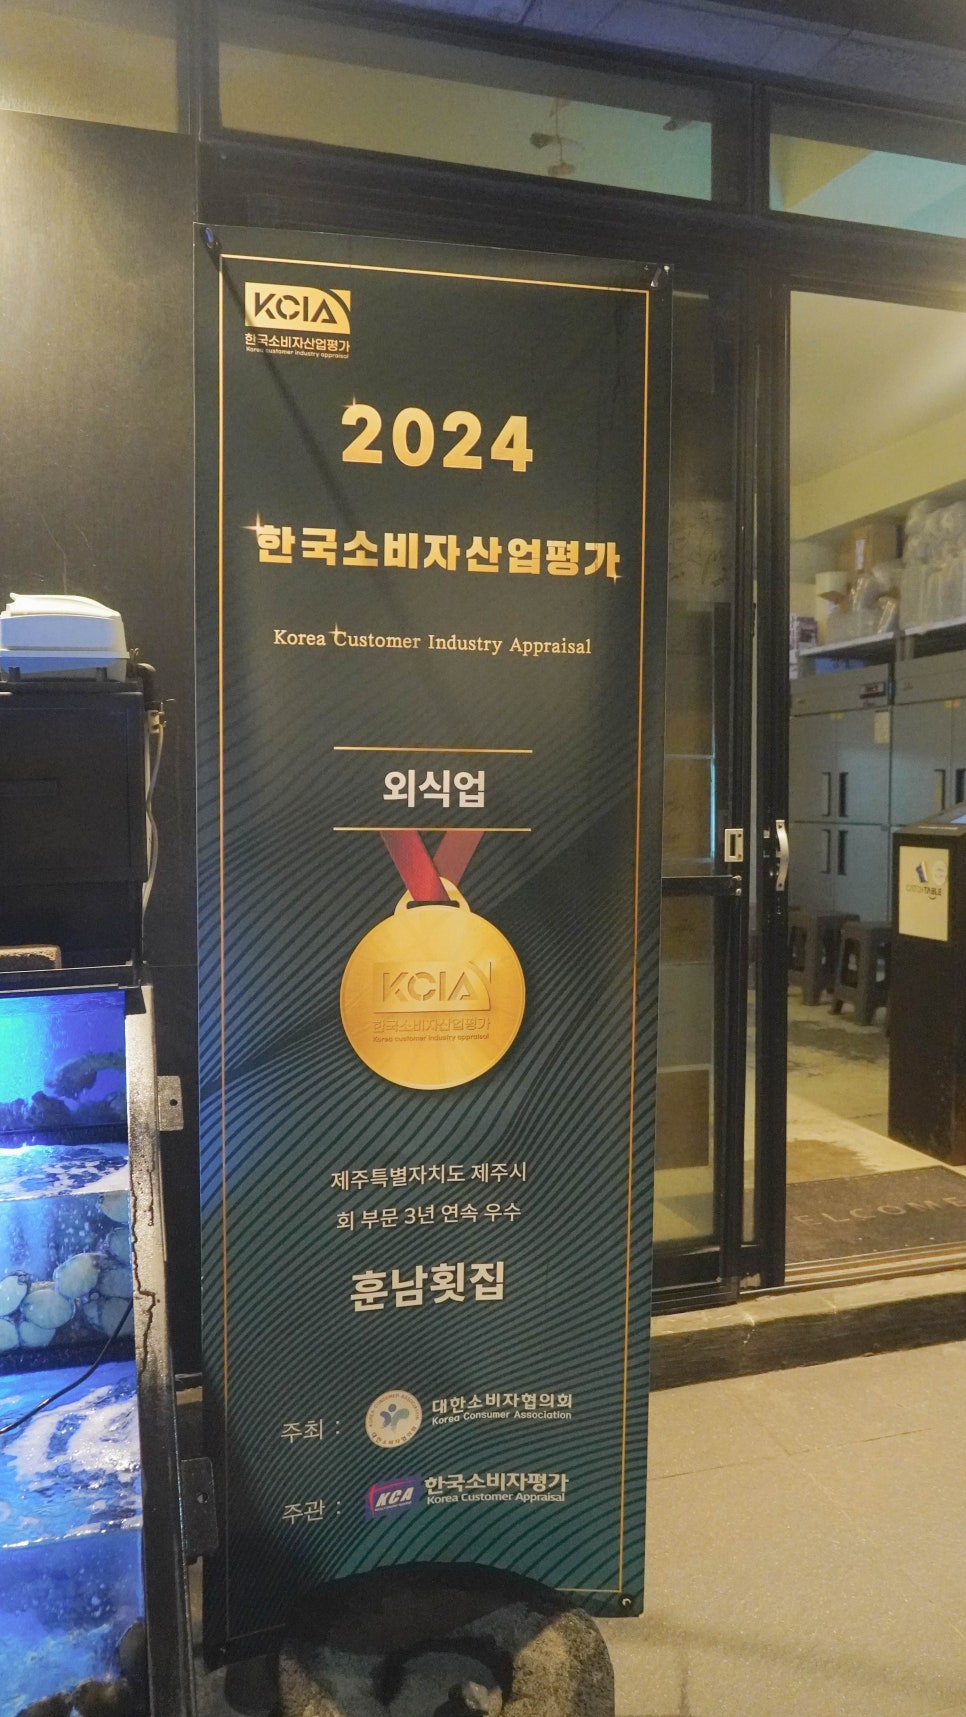 KCIA
한국소비자산업평가
Korea customer industry appraisal
2024
한국소비자산업평가
Korea Customer Industry Appraisal
외식업
KCIA
한국소비자산업평가
Korea customer industry appraisal
제주특별자치도 제주시
회 부문 3년 연속 우수
훈남횟집
주최 :
대한소비자협의회
Korea Consumer Association
주관 :
KCA
한국소비자평가
Korea Customer Appraisal
CATCHTABLE
WELCOME